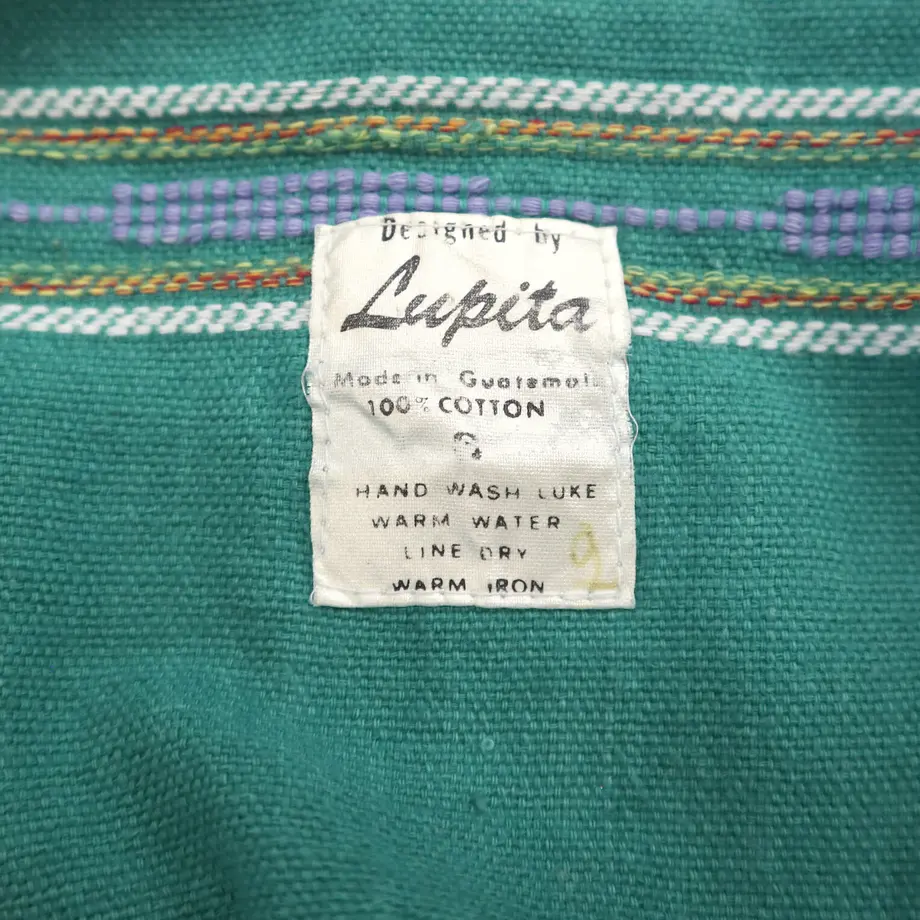 Designed by
Lupita
Made in Guatemala
100% COTTON
HAND WASH LUKE
WARM WATER
LINE DRY
WARM IRON